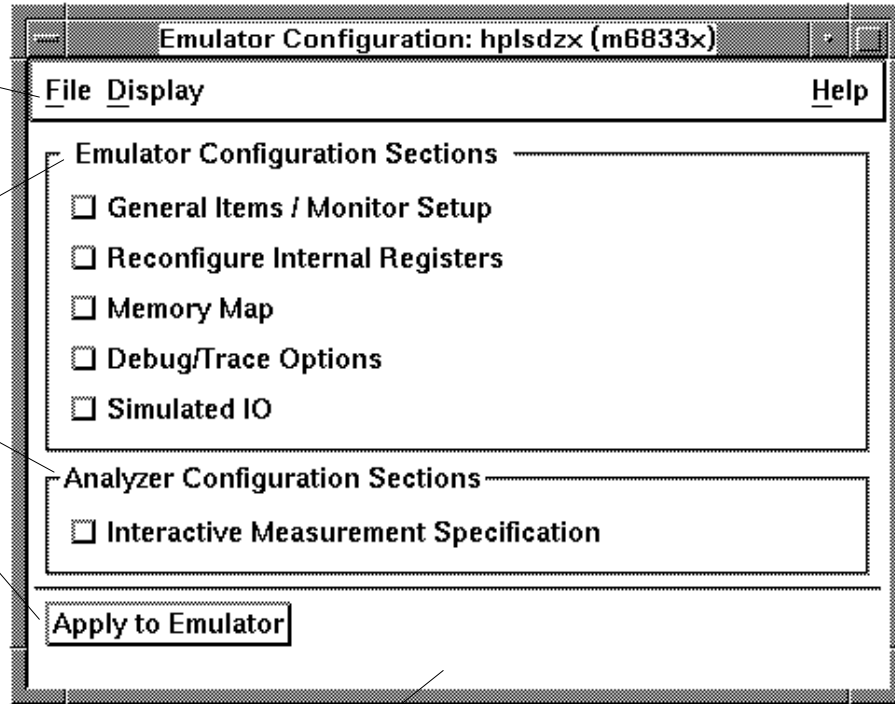 Emulator Configuration: hplsdzx (m6833x)
File Display Help
Emulator Configuration Sections
General Items / Monitor Setup
Reconfigure Internal Registers
Memory Map
Debug/Trace Options
Simulated IO
Analyzer Configuration Sections
Interactive Measurement Specification
Apply to Emulator